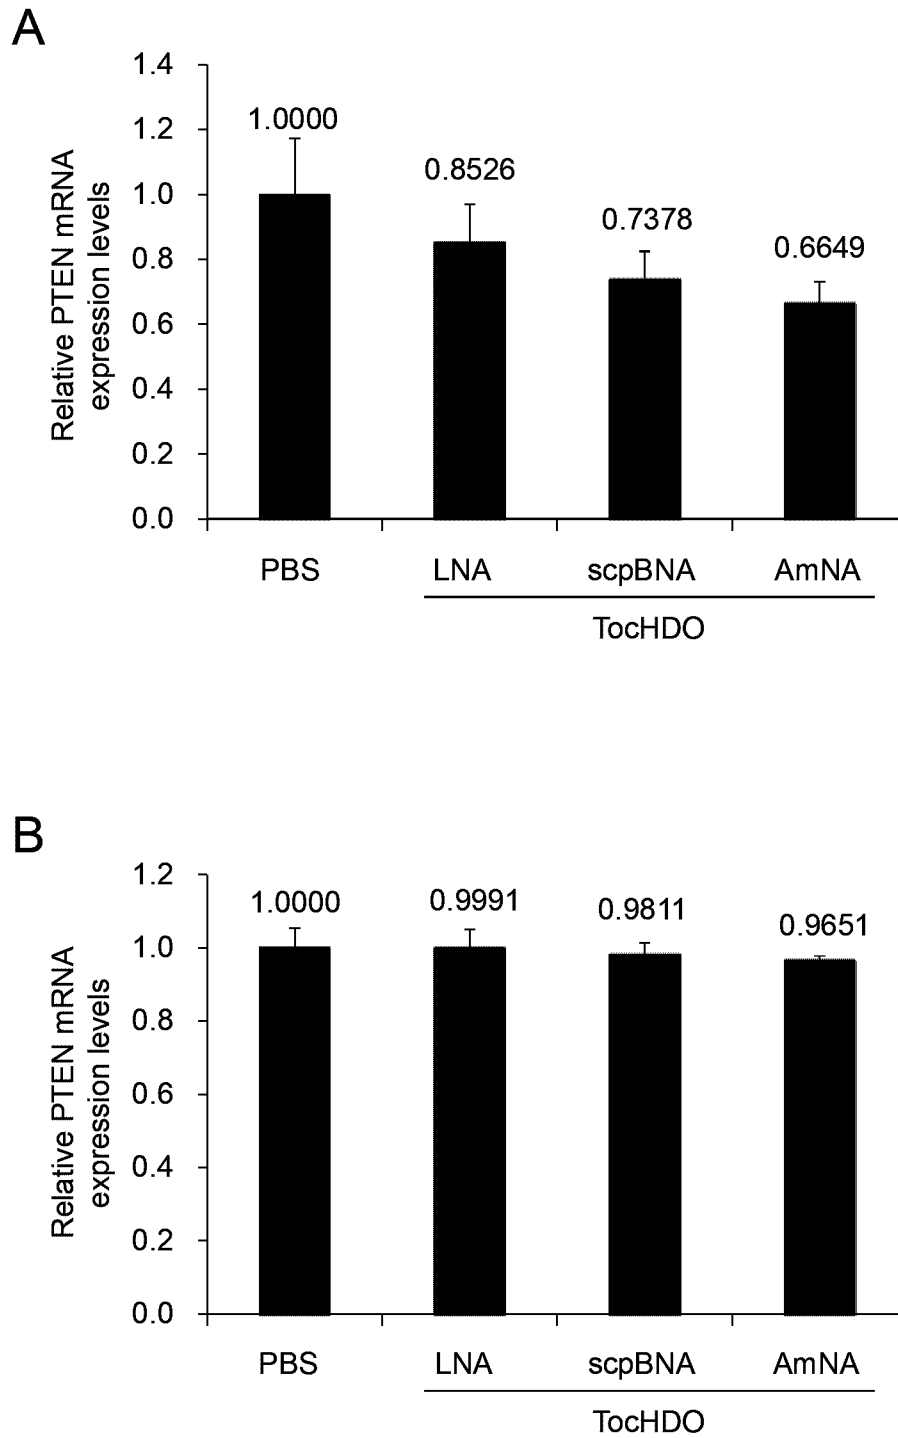 A
1.4
1.2
1.0
0.8
0.6
0.4
0.2
0.0
Relative PTEN mRNA
expression levels
1.0000
0.8526
0.7378
0.6649
PBS LNA scpBNA AmNA
TocHDO
B
1.2
1.0
0.8
0.6
0.4
0.2
0.0
Relative PTEN mRNA
expression levels
1.0000
0.9991
0.9811
0.9651
PBS LNA scpBNA AmNA
TocHDO